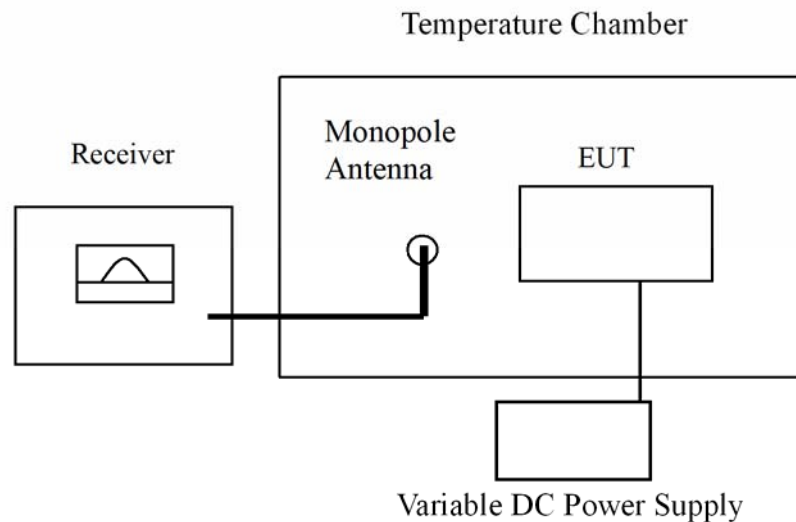 Temperature Chamber
Monopole
Antenna
Receiver
EUT
Variable DC Power Supply